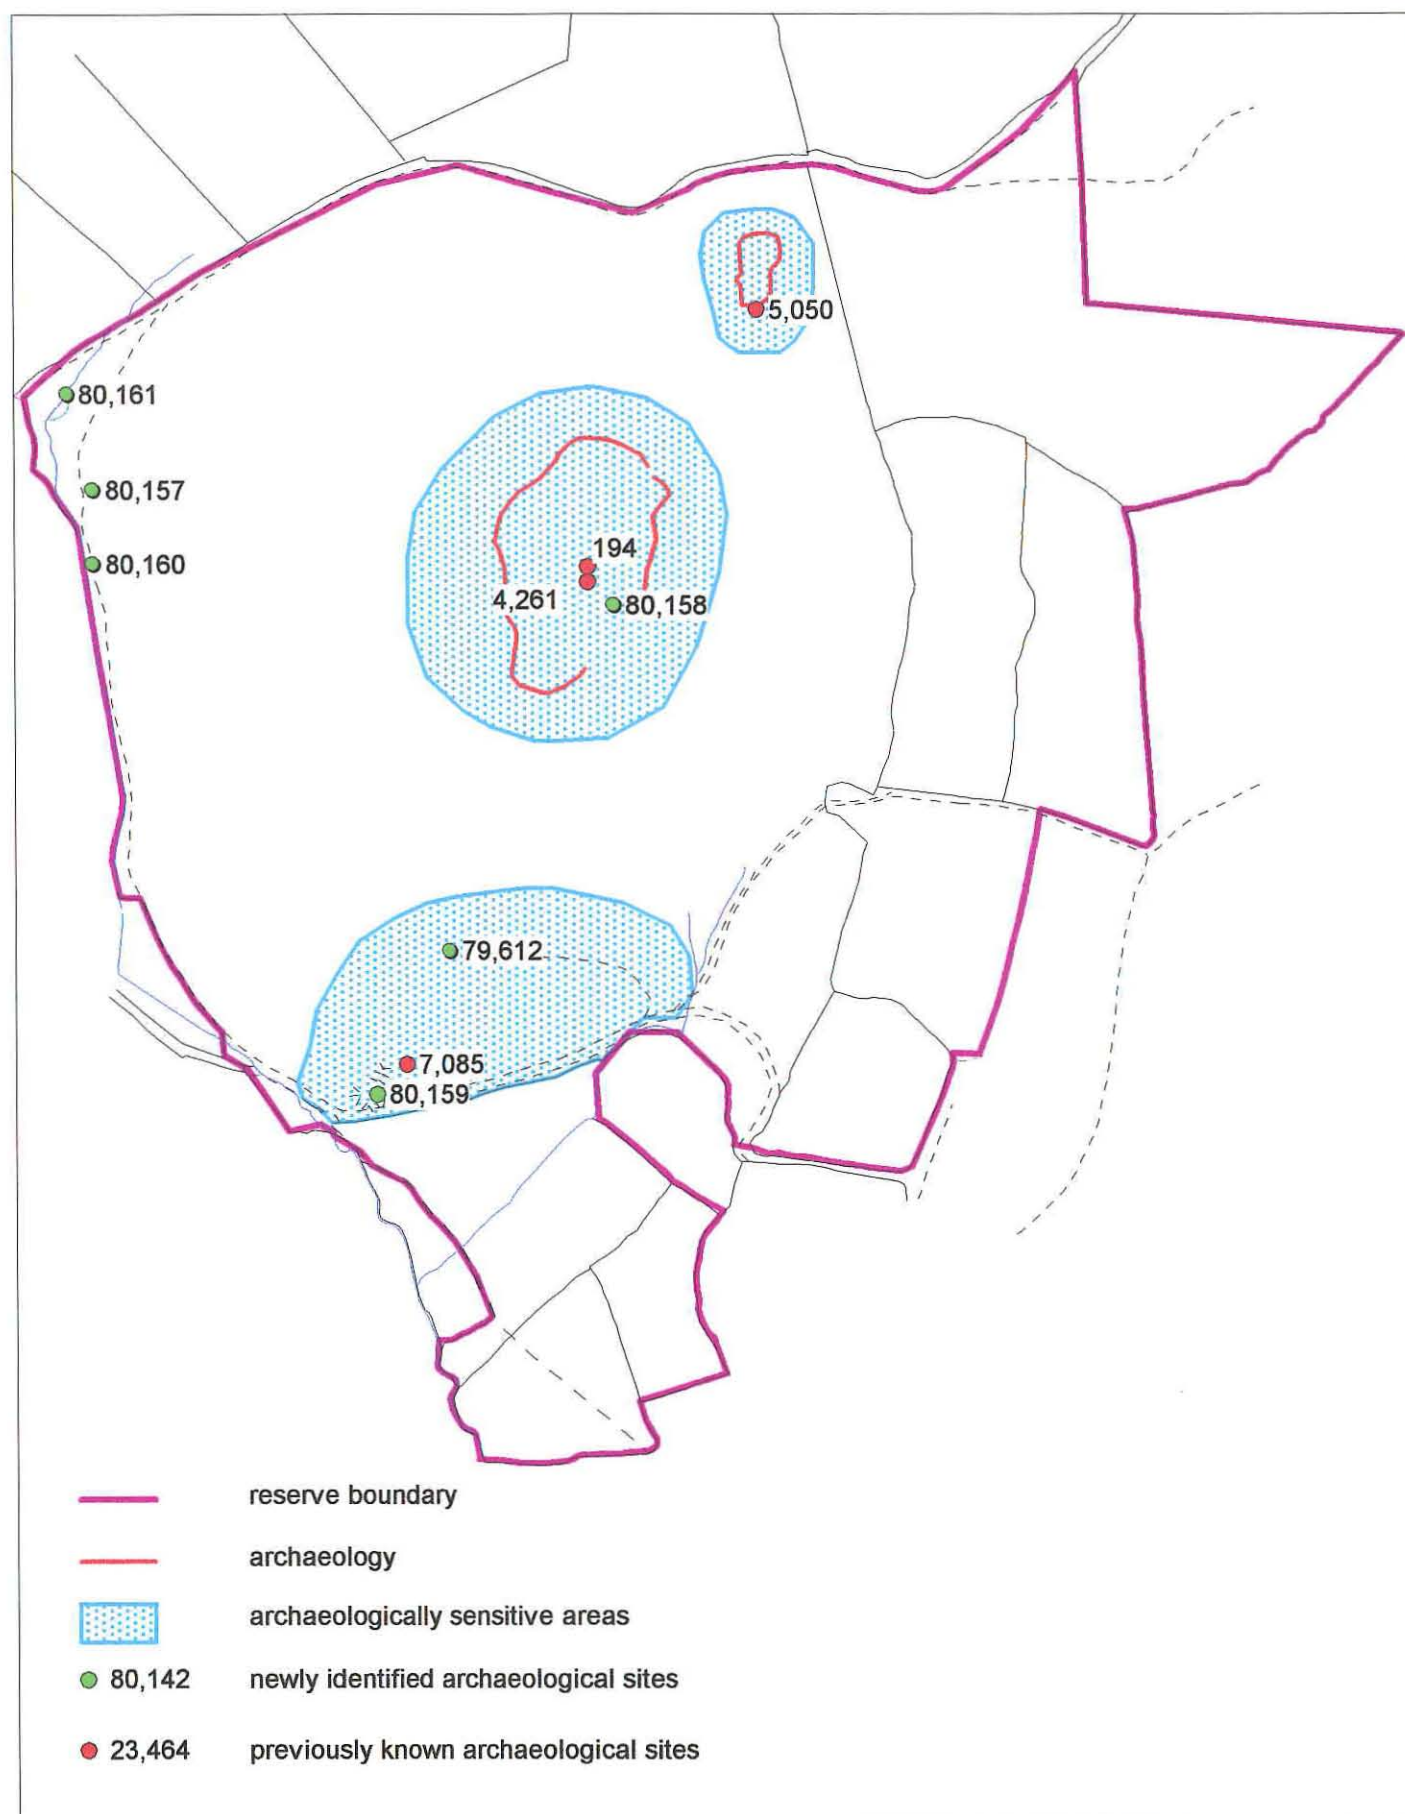 5,050
80,161
80,157
80,160
194
4,261
80,158
79,612
7,085
80,159
reserve boundary
archaeology
archaeologically sensitive areas
80,142 newly identified archaeological sites
23,464 previously known archaeological sites